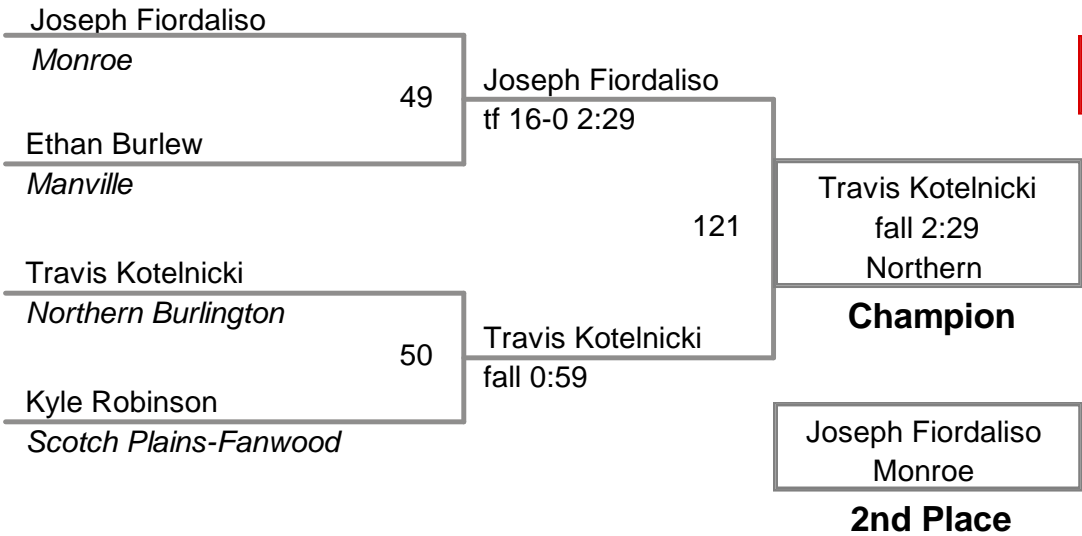 Joseph Fiordaliso
Monroe
49
Joseph Fiordaliso
tf 16-0 2:29
Ethan Burlew
Manville
121
Travis Kotelnicki
fall 2:29
Northern
Champion
Travis Kotelnicki
Northern Burlington
50
Travis Kotelnicki
fall 0:59
Kyle Robinson
Scotch Plains-Fanwood
Joseph Fiordaliso
Monroe
2nd Place